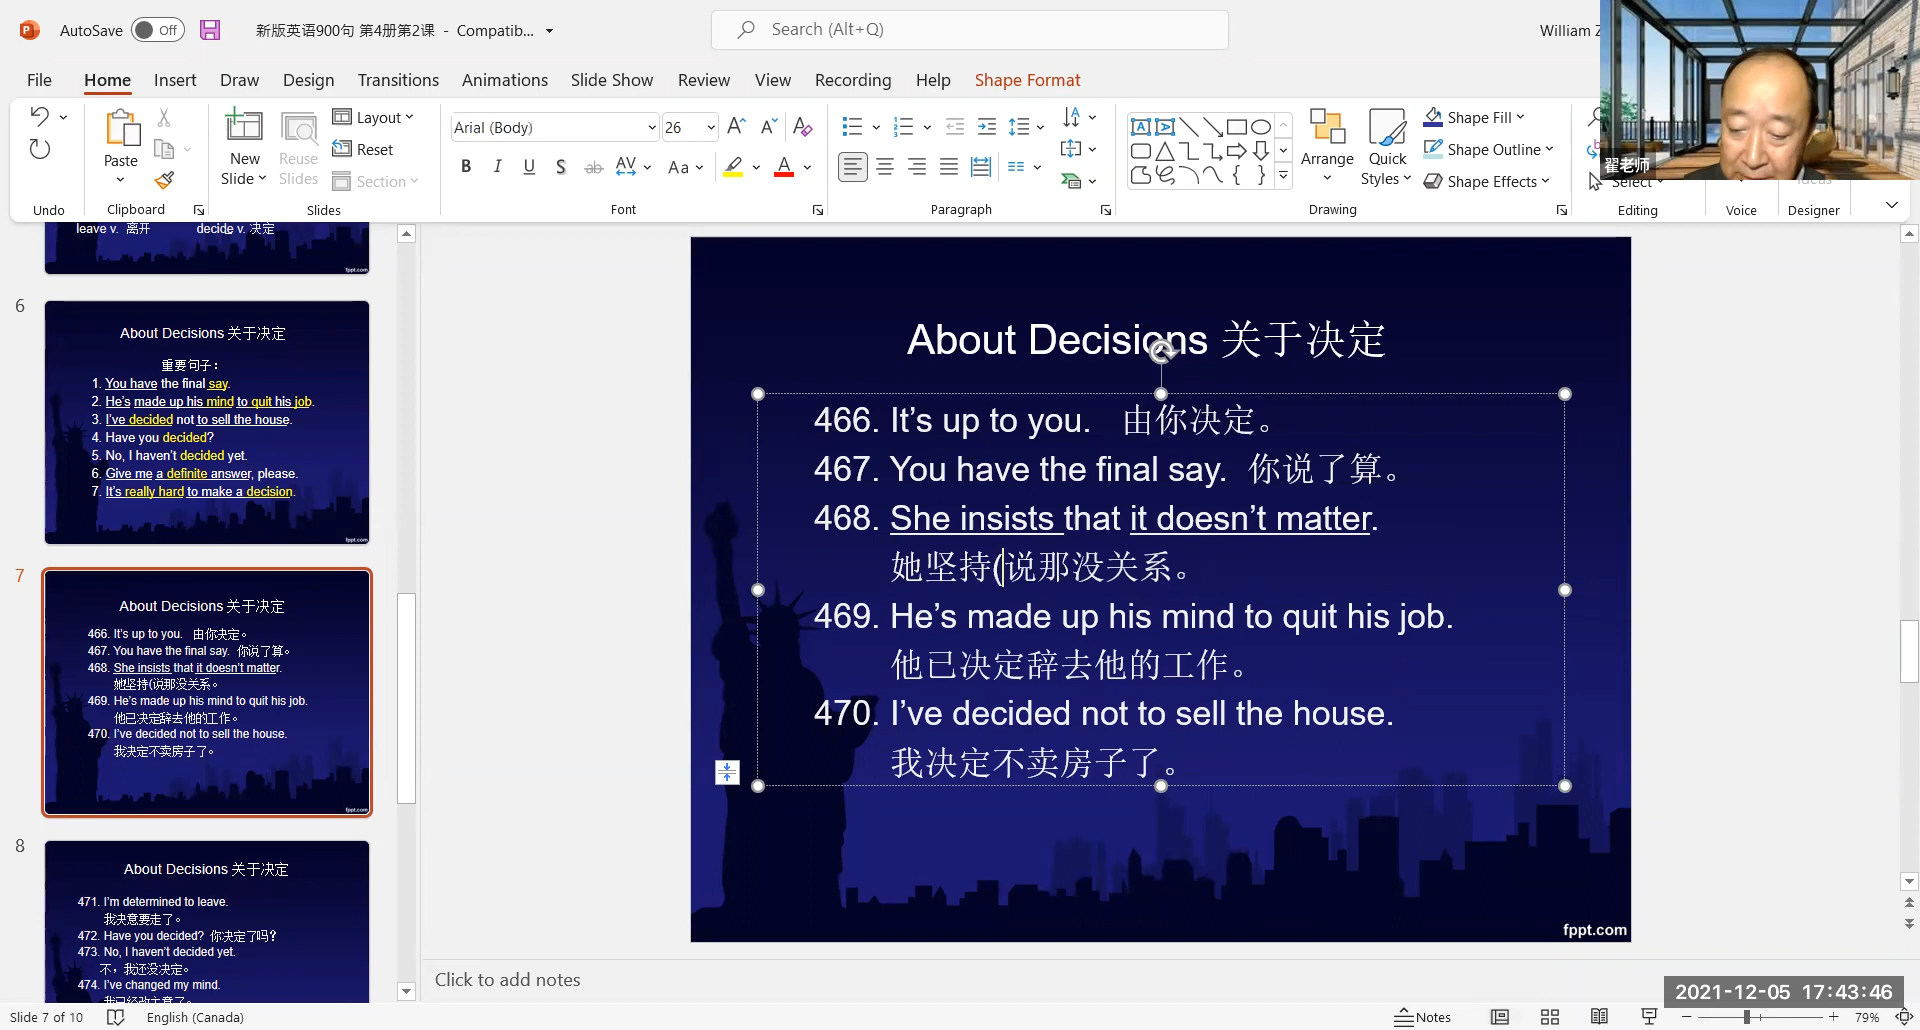 AutoSave Off 新版英语900句 第4册第2课 - Compatib... Search (Alt+Q) William Z
File Home Insert Draw Design Transitions Animations Slide Show Review View Recording Help Shape Format
翟老师
Paste
New Slide
Reuse Slides
Layout
Reset
Section
Arial (Body) 26
Arrange
Quick Styles
Shape Fill
Shape Outline
Shape Effects
Select
Undo Clipboard Slides Font Paragraph Drawing Editing Voice Designer
leave v. 离开 decide v. 决定
fppt.com
6
About Decisions 关于决定
重要句子：
1. You have the final say.
2. He's made up his mind to quit his job.
3. I've decided not to sell the house.
4. Have you decided?
5. No, I haven't decided yet.
6. Give me a definite answer, please.
7. It's really hard to make a decision.
fppt.com
7
About Decisions 关于决定
466. It's up to you. 由你决定。
467. You have the final say. 你说了算。
468. She insists that it doesn't matter.
她坚持(说那没关系。
469. He's made up his mind to quit his job.
他已决定辞去他的工作。
470. I've decided not to sell the house.
我决定不卖房子了。
fppt.com
8
About Decisions 关于决定
471. I'm determined to leave.
我决意要走了。
472. Have you decided? 你决定了吗?
473. No, I haven't decided yet.
不，我还没决定。
474. I've changed my mind.
我已经改主意了。
About Decisions 关于决定
466. It's up to you. 由你决定。
467. You have the final say. 你说了算。
468. She insists that it doesn't matter.
她坚持(说那没关系。
469. He's made up his mind to quit his job.
他已决定辞去他的工作。
470. I've decided not to sell the house.
我决定不卖房子了。
fppt.com
Click to add notes
2021-12-05 17:43:46
Slide 7 of 10 English (Canada) Notes 79%